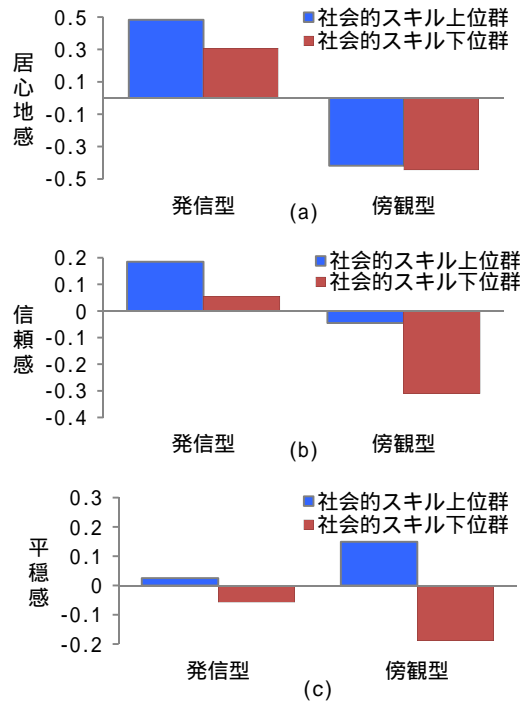 居心地感
0.5
0.3
0.1
-0.1
-0.3
-0.5
社会的スキル上位群
社会的スキル下位群
発信型
傍観型
(a)
信頼感
0.2
0.1
0
-0.1
-0.2
-0.3
-0.4
社会的スキル上位群
社会的スキル下位群
発信型
傍観型
(b)
平穏感
0.3
0.2
0.1
0
-0.1
-0.2
社会的スキル上位群
社会的スキル下位群
発信型
傍観型
(c)